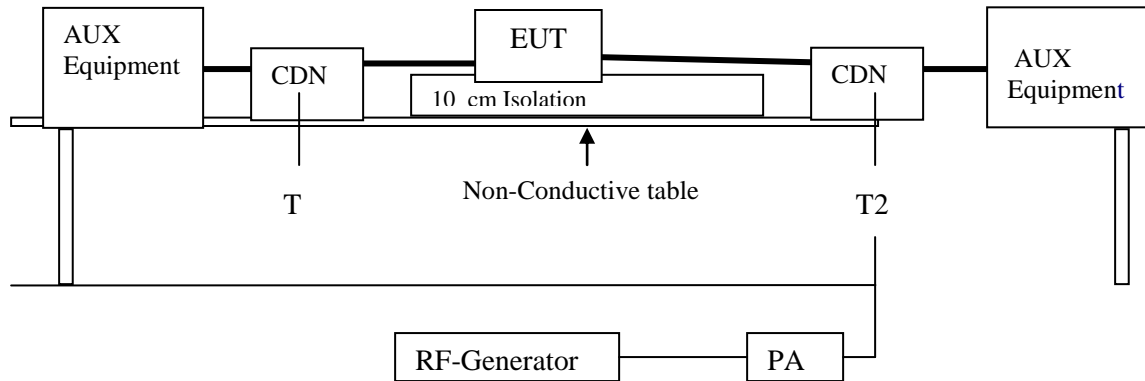 AUX
Equipment
CDN
EUT
10 cm Isolation
CDN
AUX
Equipment
Non-Conductive table
T
T2
RF-Generator
PA